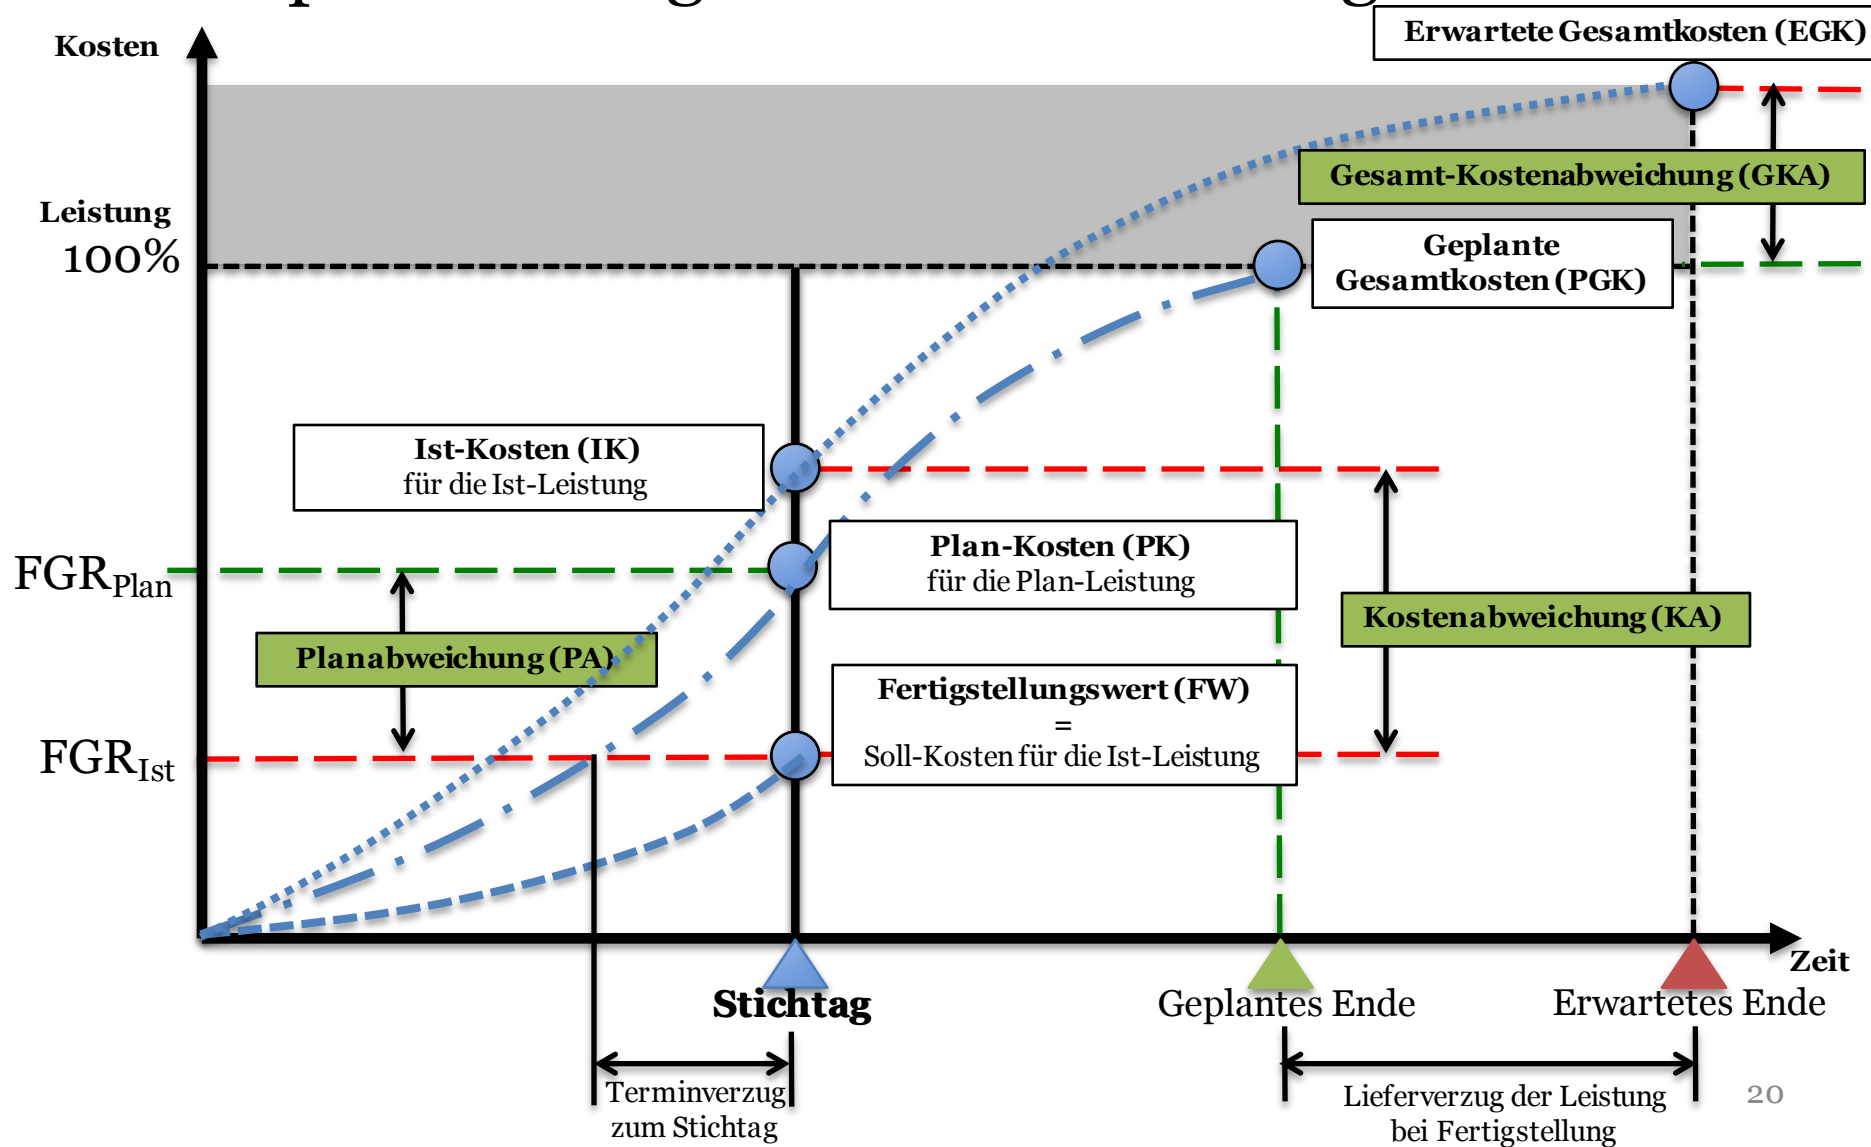 Kosten
Erwartete Gesamtkosten (EGK)
Gesamt-Kostenabweichung (GKA)
Leistung
100%
Geplante
Gesamtkosten (PGK)
Ist-Kosten (IK)
für die Ist-Leistung
Plan-Kosten (PK)
für die Plan-Leistung
FGRPlan
Kostenabweichung (KA)
Planabweichung (PA)
Fertigstellungswert (FW)
=
Soll-Kosten für die Ist-Leistung
FGRIst
Zeit
Stichtag
Geplantes Ende
Erwartetes Ende
Terminverzug
zum Stichtag
Lieferverzug der Leistung
bei Fertigstellung
20